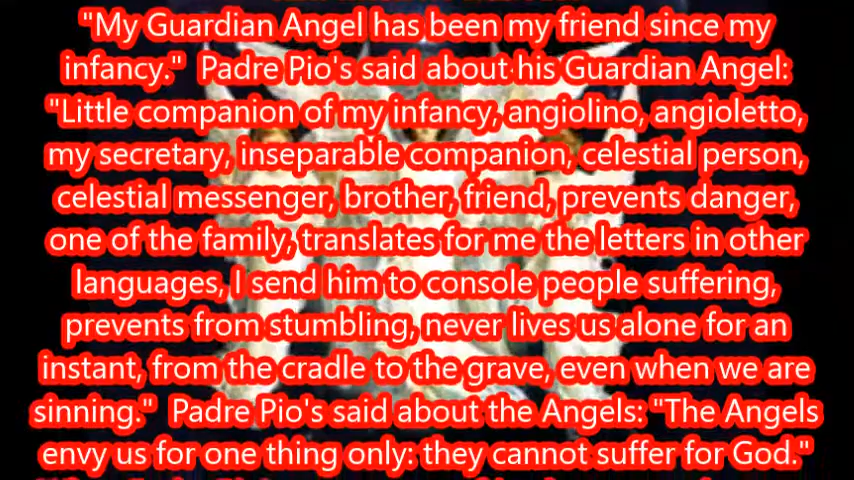 "My Guardian Angel has been my friend since my
infancy."  Padre Pio's said about his Guardian Angel:
"Little companion of my infancy, angiolino, angioletto,
my secretary, inseparable companion, celestial person,
celestial messenger, brother, friend, prevents danger,
one of the family, translates for me the letters in other
languages, I send him to console people suffering,
prevents from stumbling, never lives us alone for an
instant, from the cradle to the grave, even when we are
sinning."  Padre Pio's said about the Angels: "The Angels
envy us for one thing only: they cannot suffer for God."